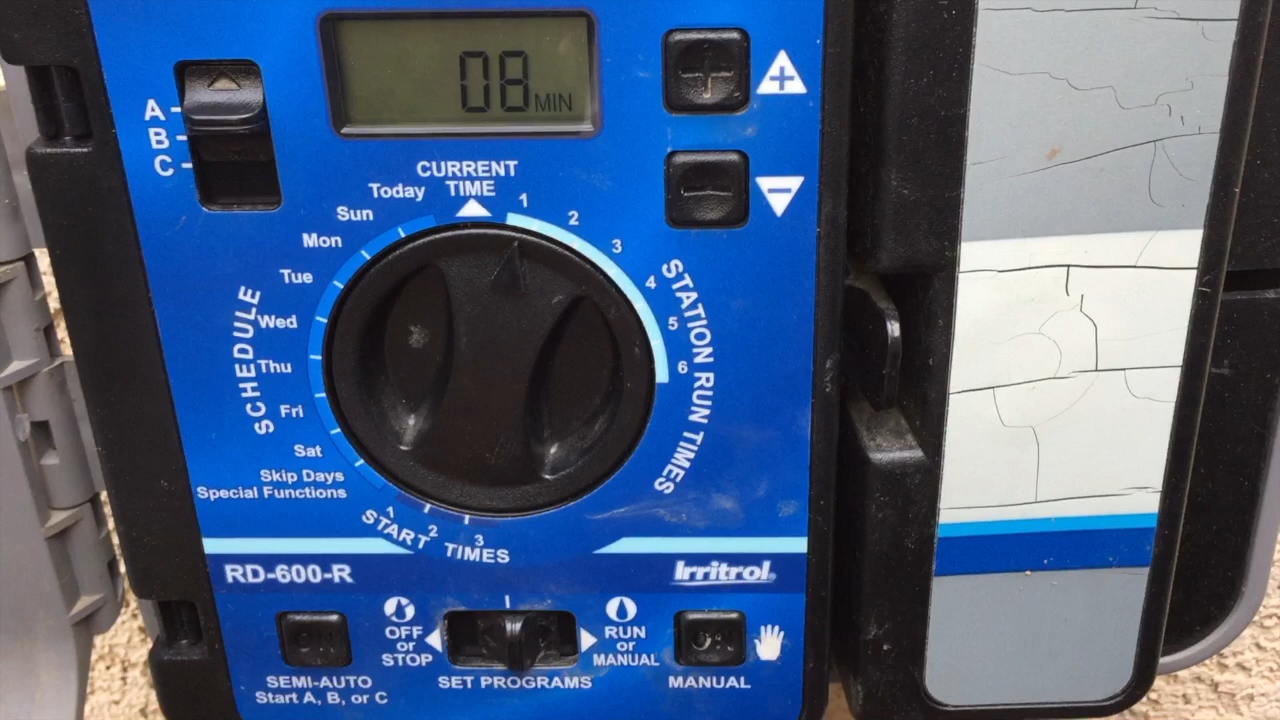 08 MIN
+
-
A
B
C
CURRENT
TIME
Today
Sun
Mon
Tue
Wed
Thu
Fri
Sat
Skip Days
Special Functions
SCHEDULE
1
2
3
4
5
6
STATION RUN TIMES
1
2
3
START TIMES
RD-600-R
Irritrol
OFF
or
STOP
RUN
or
MANUAL
SEMI-AUTO
Start A, B, or C
SET PROGRAMS
MANUAL